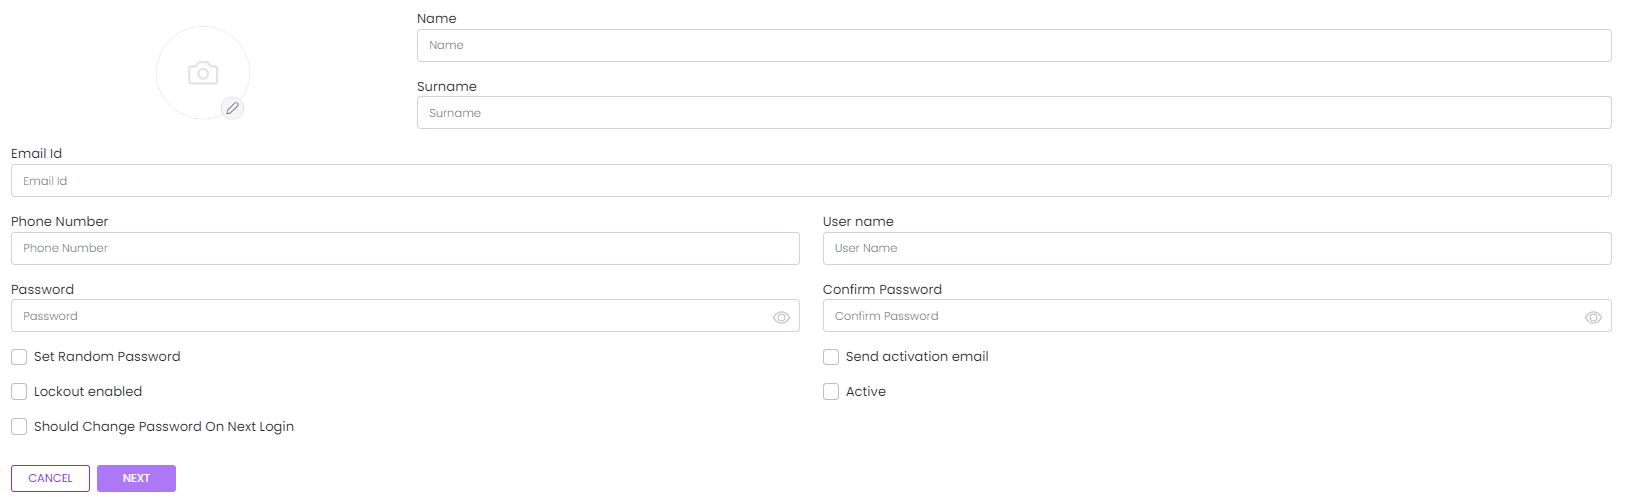 Name
Name
Surname
Surname
Email Id
Email Id
Phone Number
User name
Phone Number
User Name
Password
Confirm Password
Password
Confirm Password
Set Random Password
Send activation email
Lockout enabled
Active
Should Change Password On Next Login
CANCEL
NEXT